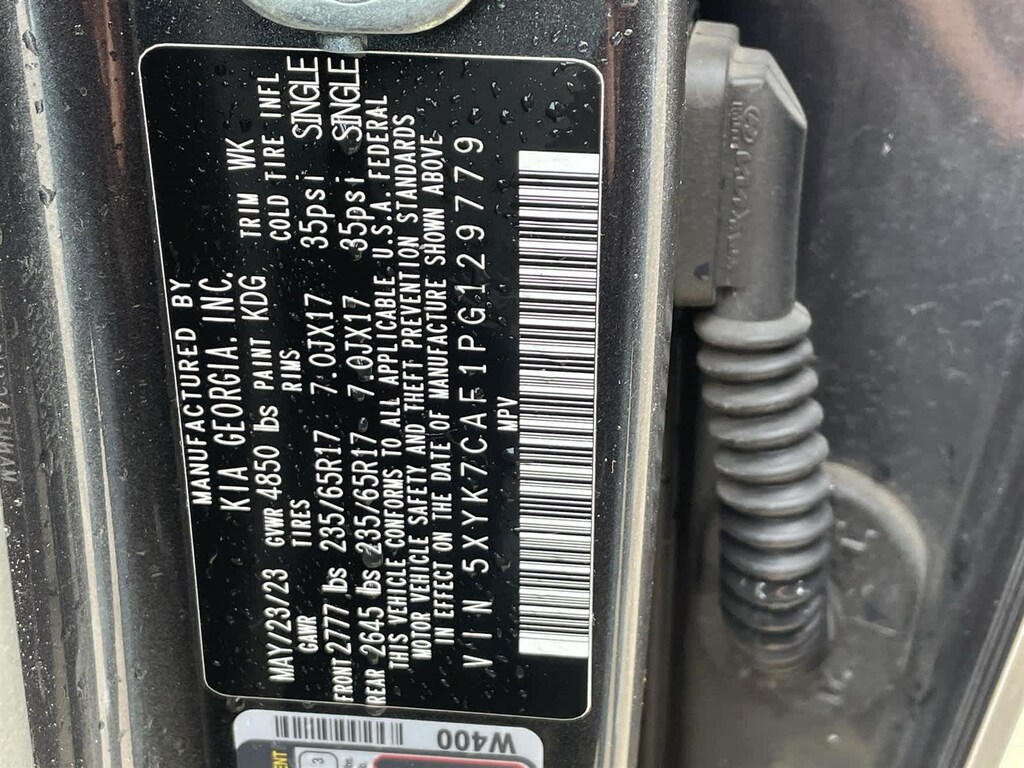 MANUFACTURED BY
KIA GEORGIA. INC.
MAY/23/23 GVWR 4850 lbs PAINT KDG TRIM WK
GAWR TIRES RIMS COLD TIRE INFL
FRONT 2777 lbs 235/65R17 7.0JX17 35psi SINGLE
REAR 2645 lbs 235/65R17 7.0JX17 35psi SINGLE
THIS VEHICLE CONFORMS TO ALL APPLICABLE U.S.A. FEDERAL
MOTOR VEHICLE SAFETY AND THEFT PREVENTION STANDARDS
IN EFFECT ON THE DATE OF MANUFACTURE SHOWN ABOVE
VIN 5XYK7CAF1PG129779
MPV
W400
3